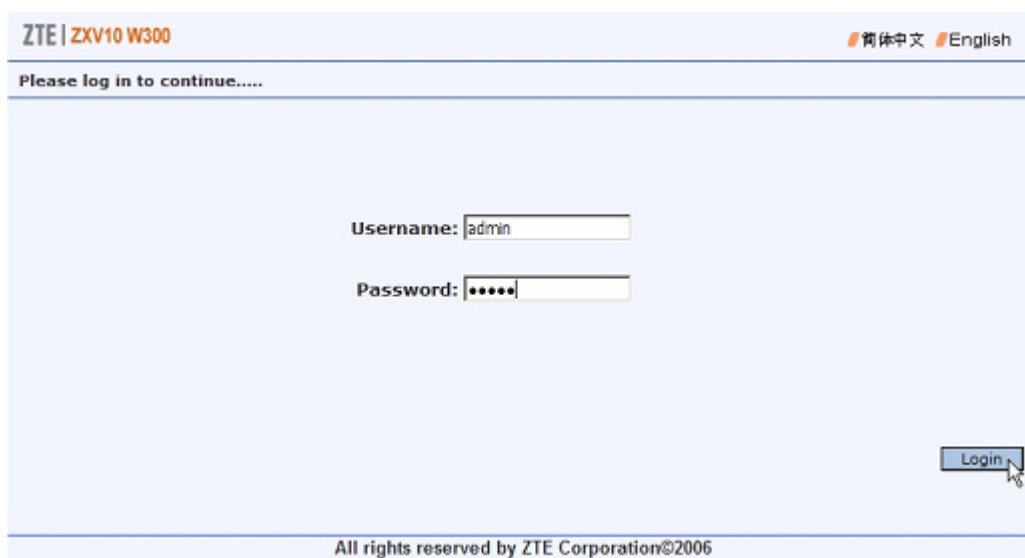 ZTE | ZXV10 W300
简体中文 English
Please log in to continue.....
Username: admin
Password: •••••
Login
All rights reserved by ZTE Corporation©2006